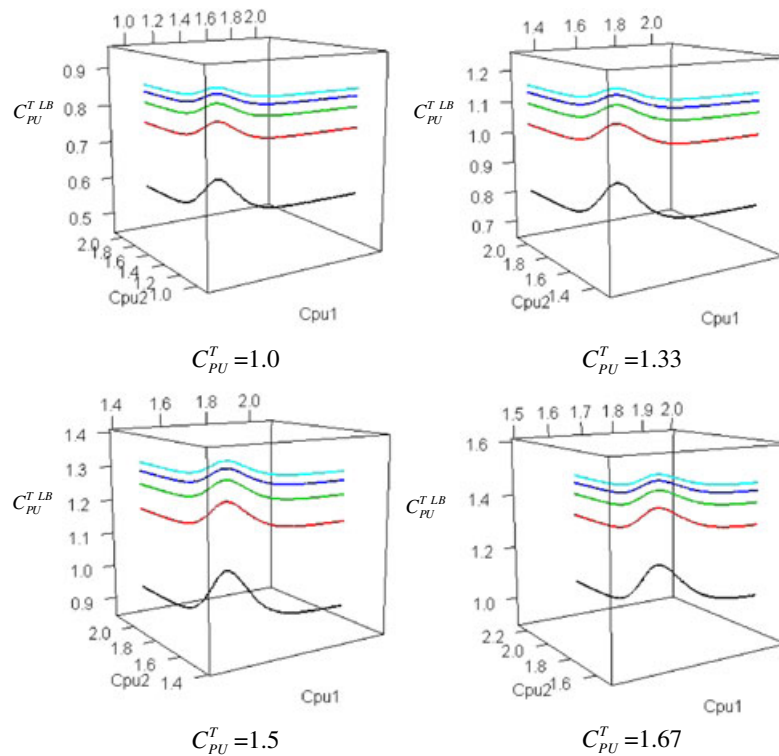 1.0 1.2 1.4 1.6 1.8 2.0
0.9
0.8
0.7
0.6
0.5
C_PU^T LB
2.0
1.8
1.6
1.4
1.2
1.0
Cpu2
Cpu1
C_PU^T =1.0
1.4 1.6 1.8 2.0
1.2
1.1
1.0
0.9
0.8
0.7
C_PU^T LB
2.0
1.8
1.6
1.4
Cpu2
Cpu1
C_PU^T =1.33
1.4 1.6 1.8 2.0
1.4
1.3
1.2
1.1
1.0
0.9
C_PU^T LB
2.0
1.8
1.6
1.4
Cpu2
Cpu1
C_PU^T =1.5
1.5 1.6 1.7 1.8 1.9 2.0
1.6
1.4
1.2
1.0
C_PU^T LB
2.2
2.0
1.8
1.6
Cpu2
Cpu1
C_PU^T =1.67